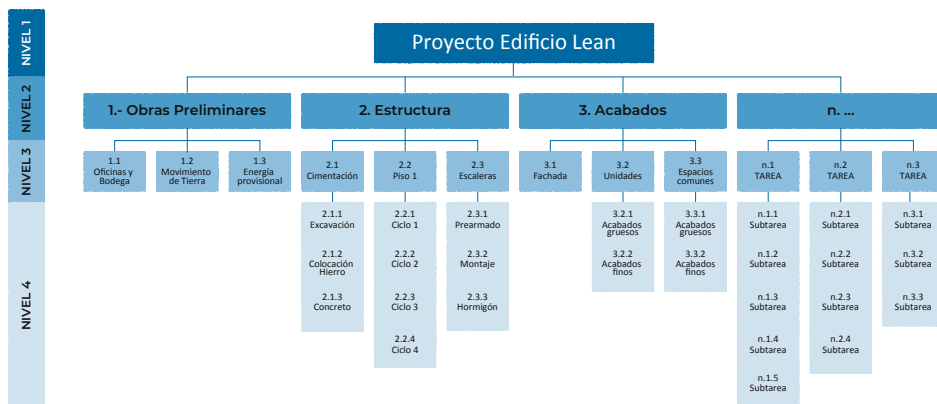 NIVEL 1
Proyecto Edificio Lean
NIVEL 2
1.- Obras Preliminares
2. Estructura
3. Acabados
n. ...
NIVEL 3
1.1
Oficinas y
Bodega
1.2
Movimiento
de Tierra
1.3
Energía
provisional
2.1
Cimentación
2.2
Piso 1
2.3
Escaleras
3.1
Fachada
3.2
Unidades
3.3
Espacios
comunes
n.1
TAREA
n.2
TAREA
n.3
TAREA
NIVEL 4
2.1.1
Excavación
2.1.2
Colocación
Hierro
2.1.3
Concreto
2.2.1
Ciclo 1
2.2.2
Ciclo 2
2.2.3
Ciclo 3
2.2.4
Ciclo 4
2.3.1
Prearmado
2.3.2
Montaje
2.3.3
Hormigón
3.2.1
Acabados
gruesos
3.2.2
Acabados
finos
3.3.1
Acabados
gruesos
3.3.2
Acabados
finos
n.1.1
Subtarea
n.1.2
Subtarea
n.1.3
Subtarea
n.1.4
Subtarea
n.1.5
Subtarea
n.2.1
Subtarea
n.2.2
Subtarea
n.2.3
Subtarea
n.2.4
Subtarea
n.3.1
Subtarea
n.3.2
Subtarea
n.3.3
Subtarea